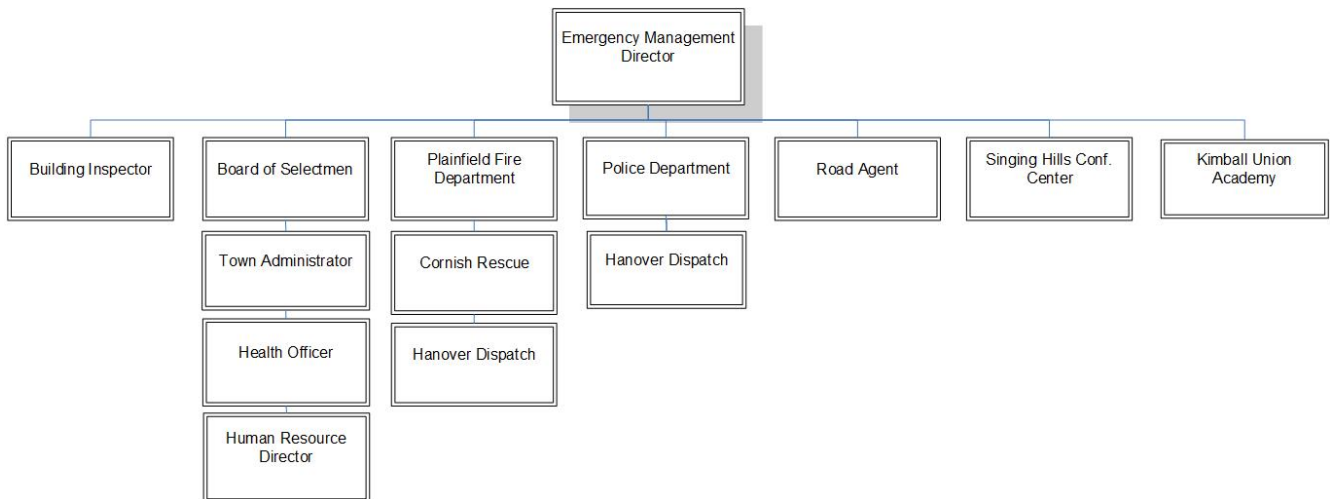 Emergency Management
Director
Building Inspector
Board of Selectmen
Plainfield Fire
Department
Police Department
Road Agent
Singing Hills Conf.
Center
Kimball Union
Academy
Town Administrator
Cornish Rescue
Hanover Dispatch
Health Officer
Hanover Dispatch
Human Resource
Director